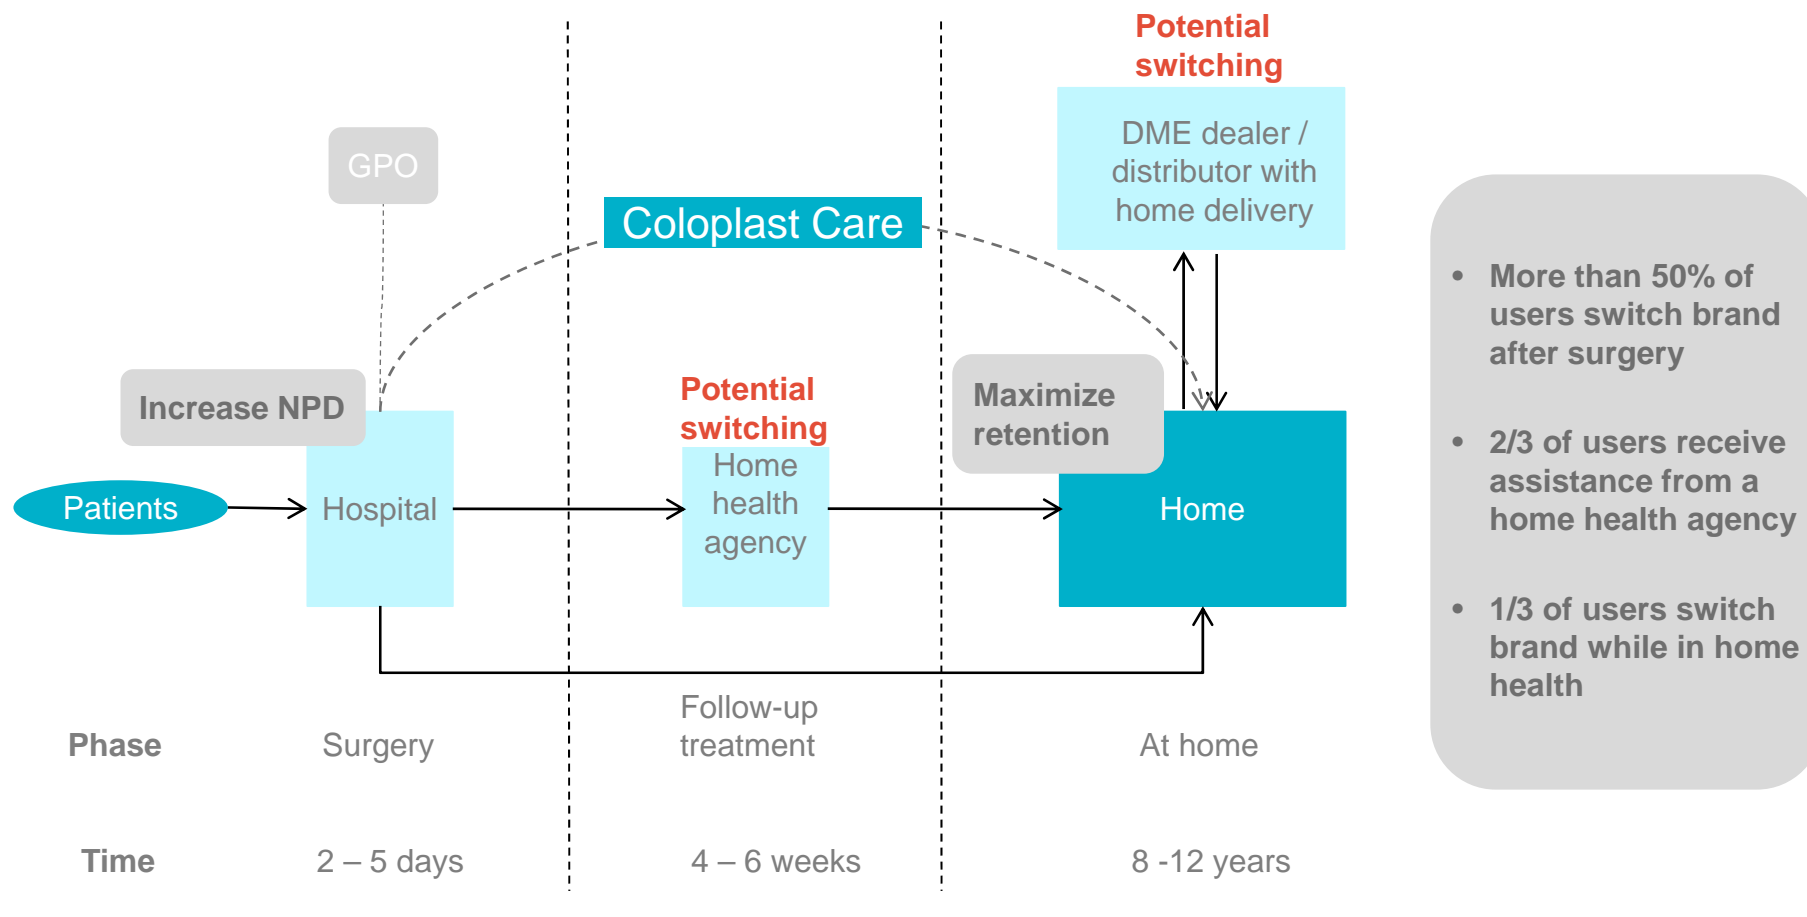 Potential
switching
DME dealer /
distributor with
home delivery
GPO
Coloplast Care
Increase NPD
Potential
switching
Home
health
agency
Maximize
retention
Patients
Hospital
Home
• More than 50% of
users switch brand
after surgery
• 2/3 of users receive
assistance from a
home health agency
• 1/3 of users switch
brand while in home
health
Phase
Surgery
Follow-up
treatment
At home
Time
2 – 5 days
4 – 6 weeks
8 -12 years